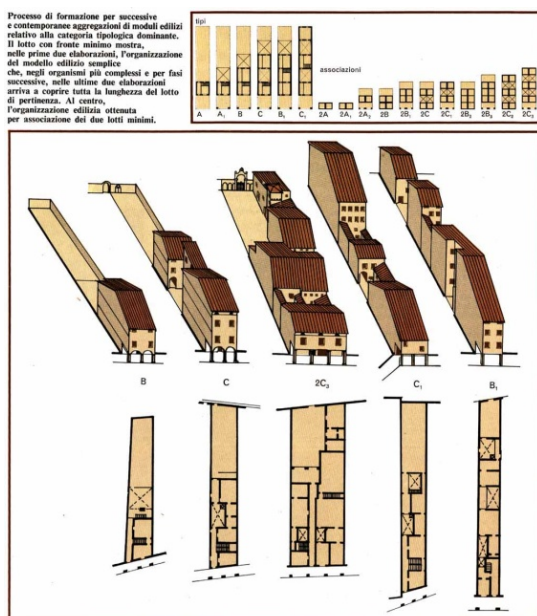 Processo di formazione per successive
e contemporanee aggregazioni di moduli edilizi
relativo alla categoria tipologica dominante.
Il lotto con fronte minimo mostra,
nelle prime due elaborazioni, l'organizzazione
del modello edilizio semplice
che, negli organismi più complessi e per fasi
successive, nelle ultime due elaborazioni
arriva a coprire tutta la lunghezza del lotto
di pertinenza. Al centro,
l'organizzazione edilizia ottenuta
per associazione dei due lotti minimi.
tipi
associazioni
A A₁ B C B₁ C₁ 2A 2A₁ 2A₂ 2B 2B₁ 2C 2C₁ 2B₂ 2B₃ 2C₂ 2C₃
B C 2C₃ C₁ B₁